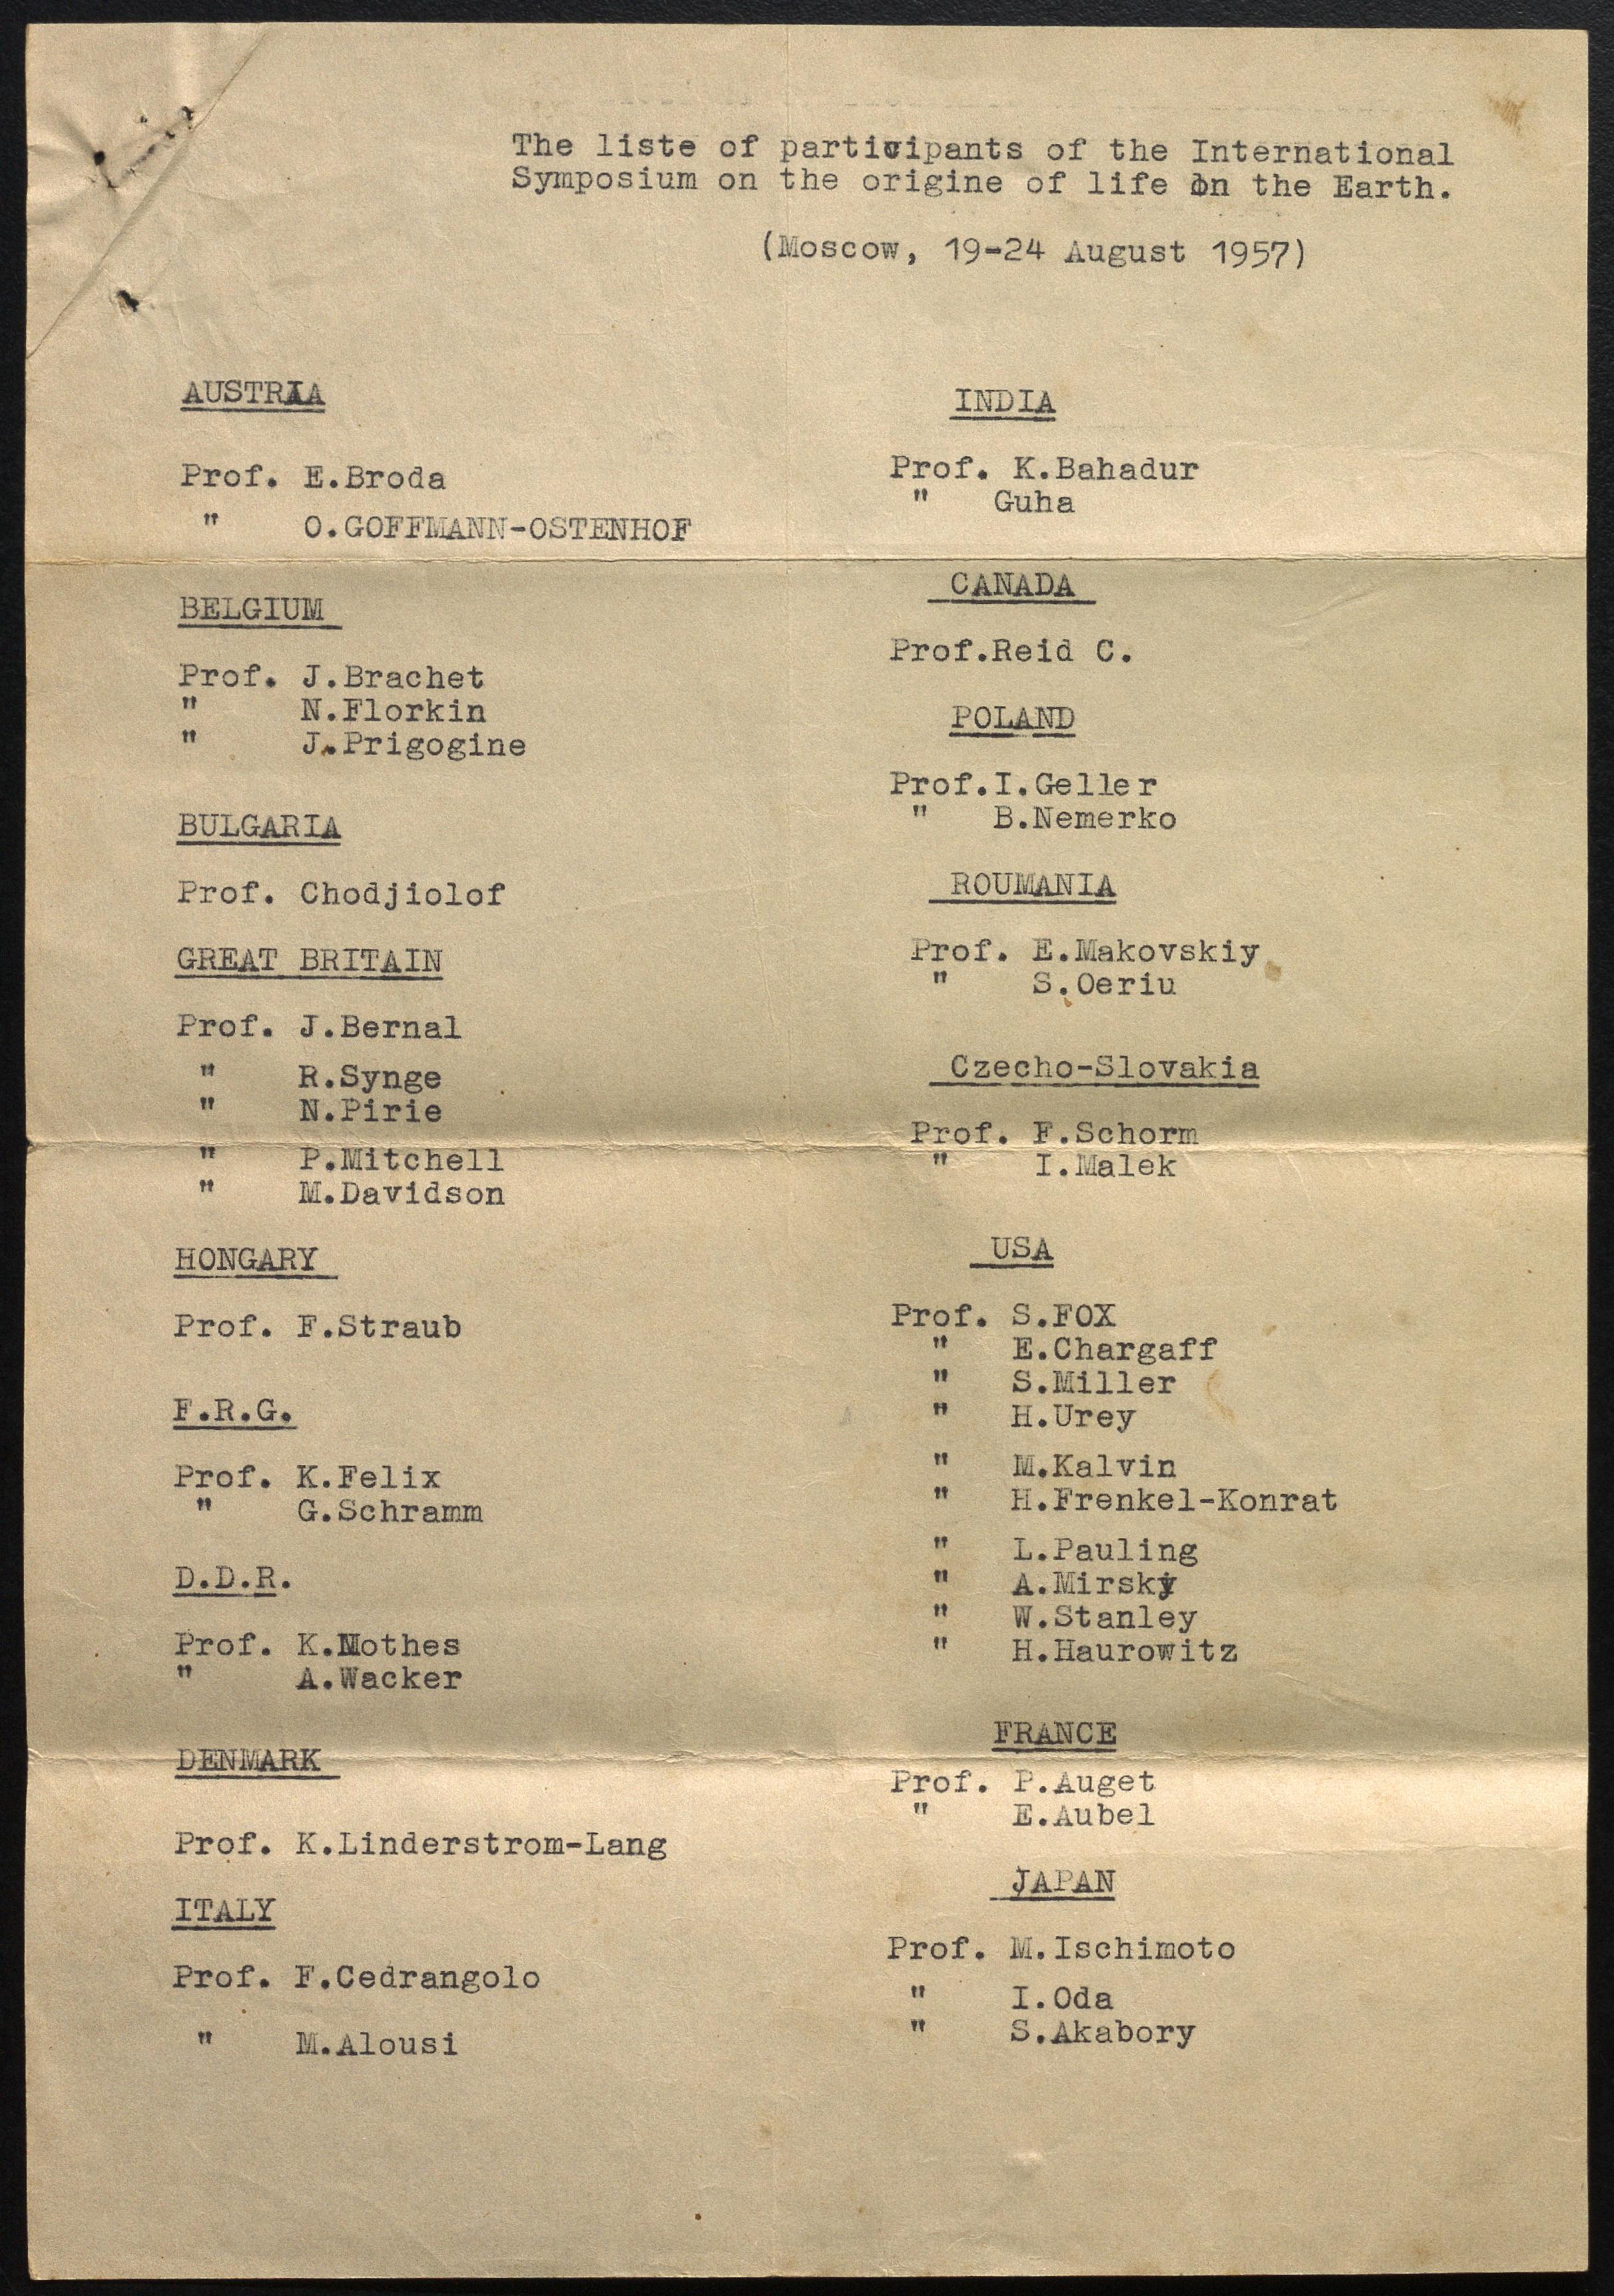 The liste of participants of the International
Symposium on the origine of life on the Earth.
(Moscow, 19-24 August 1957)
AUSTRIA
Prof. E.Broda
" O.GOFFMANN-OSTENHOF
BELGIUM
Prof. J.Brachet
" N.Florkin
" J.Prigogine
BULGARIA
Prof. Chodjiolof
GREAT BRITAIN
Prof. J.Bernal
" R.Synge
" N.Pirie
" P.Mitchell
" M.Davidson
HONGARY
Prof. F.Straub
F.R.G.
Prof. K.Felix
" G.Schramm
D.D.R.
Prof. K.Mothes
" A.Wacker
DENMARK
Prof. K.Linderstrom-Lang
ITALY
Prof. F.Cedrangolo
" M.Alousi
INDIA
Prof. K.Bahadur
" Guha
CANADA
Prof.Reid C.
POLAND
Prof.I.Geller
" B.Nemerko
ROUMANIA
Prof. E.Makovskiy
" S.Oeriu
Czecho-Slovakia
Prof. F.Schorm
" I.Malek
USA
Prof. S.FOX
" E.Chargaff
" S.Miller
" H.Urey
" M.Kalvin
" H.Frenkel-Konrat
" L.Pauling
" A.Mirsky
" W.Stanley
" H.Haurowitz
FRANCE
Prof. P.Auget
" E.Aubel
JAPAN
Prof. M.Ischimoto
" I.Oda
" S.Akabory